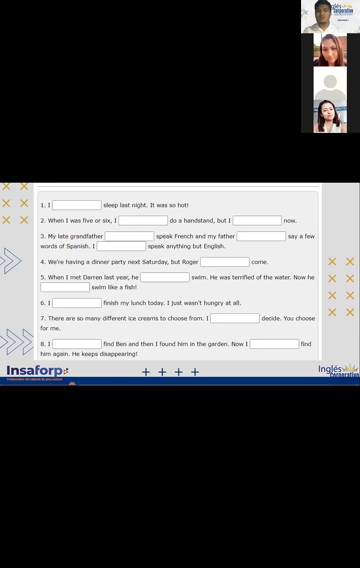 Inglés
corporativo
1. I sleep last night. It was so hot!
2. When I was five or six, I do a handstand, but I now.
3. My late grandfather speak French and my father say a few
words of Spanish. I speak anything but English.
4. We're having a dinner party next Saturday, but Roger come.
5. When I met Darren last year, he swim. He was terrified of the water. Now he
swim like a fish!
6. I finish my lunch today. I just wasn't hungry at all.
7. There are so many different ice creams to choose from. I decide. You choose
for me.
8. I find Ben and then I found him in the garden. Now I find
him again. He keeps disappearing!
Insaforp
Inglés
corporativo